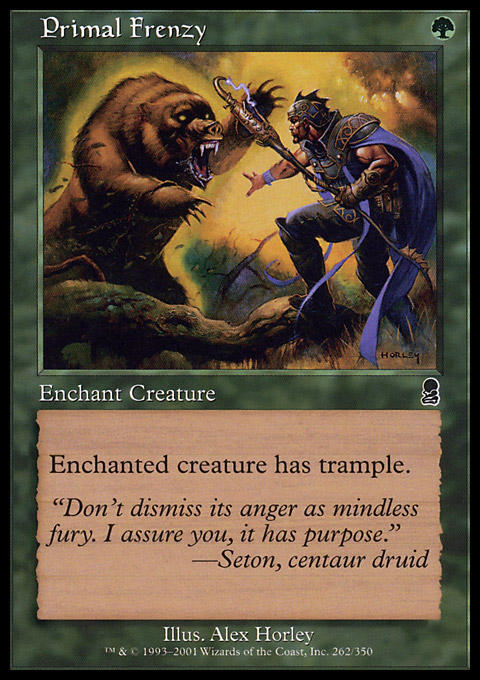 Primal Frenzy
HORLEY
Enchant Creature
Enchanted creature has trample.
“Don’t dismiss its anger as mindless
fury. I assure you, it has purpose.”
—Seton, centaur druid
Illus. Alex Horley
™ & © 1993–2001 Wizards of the Coast, Inc. 262/350